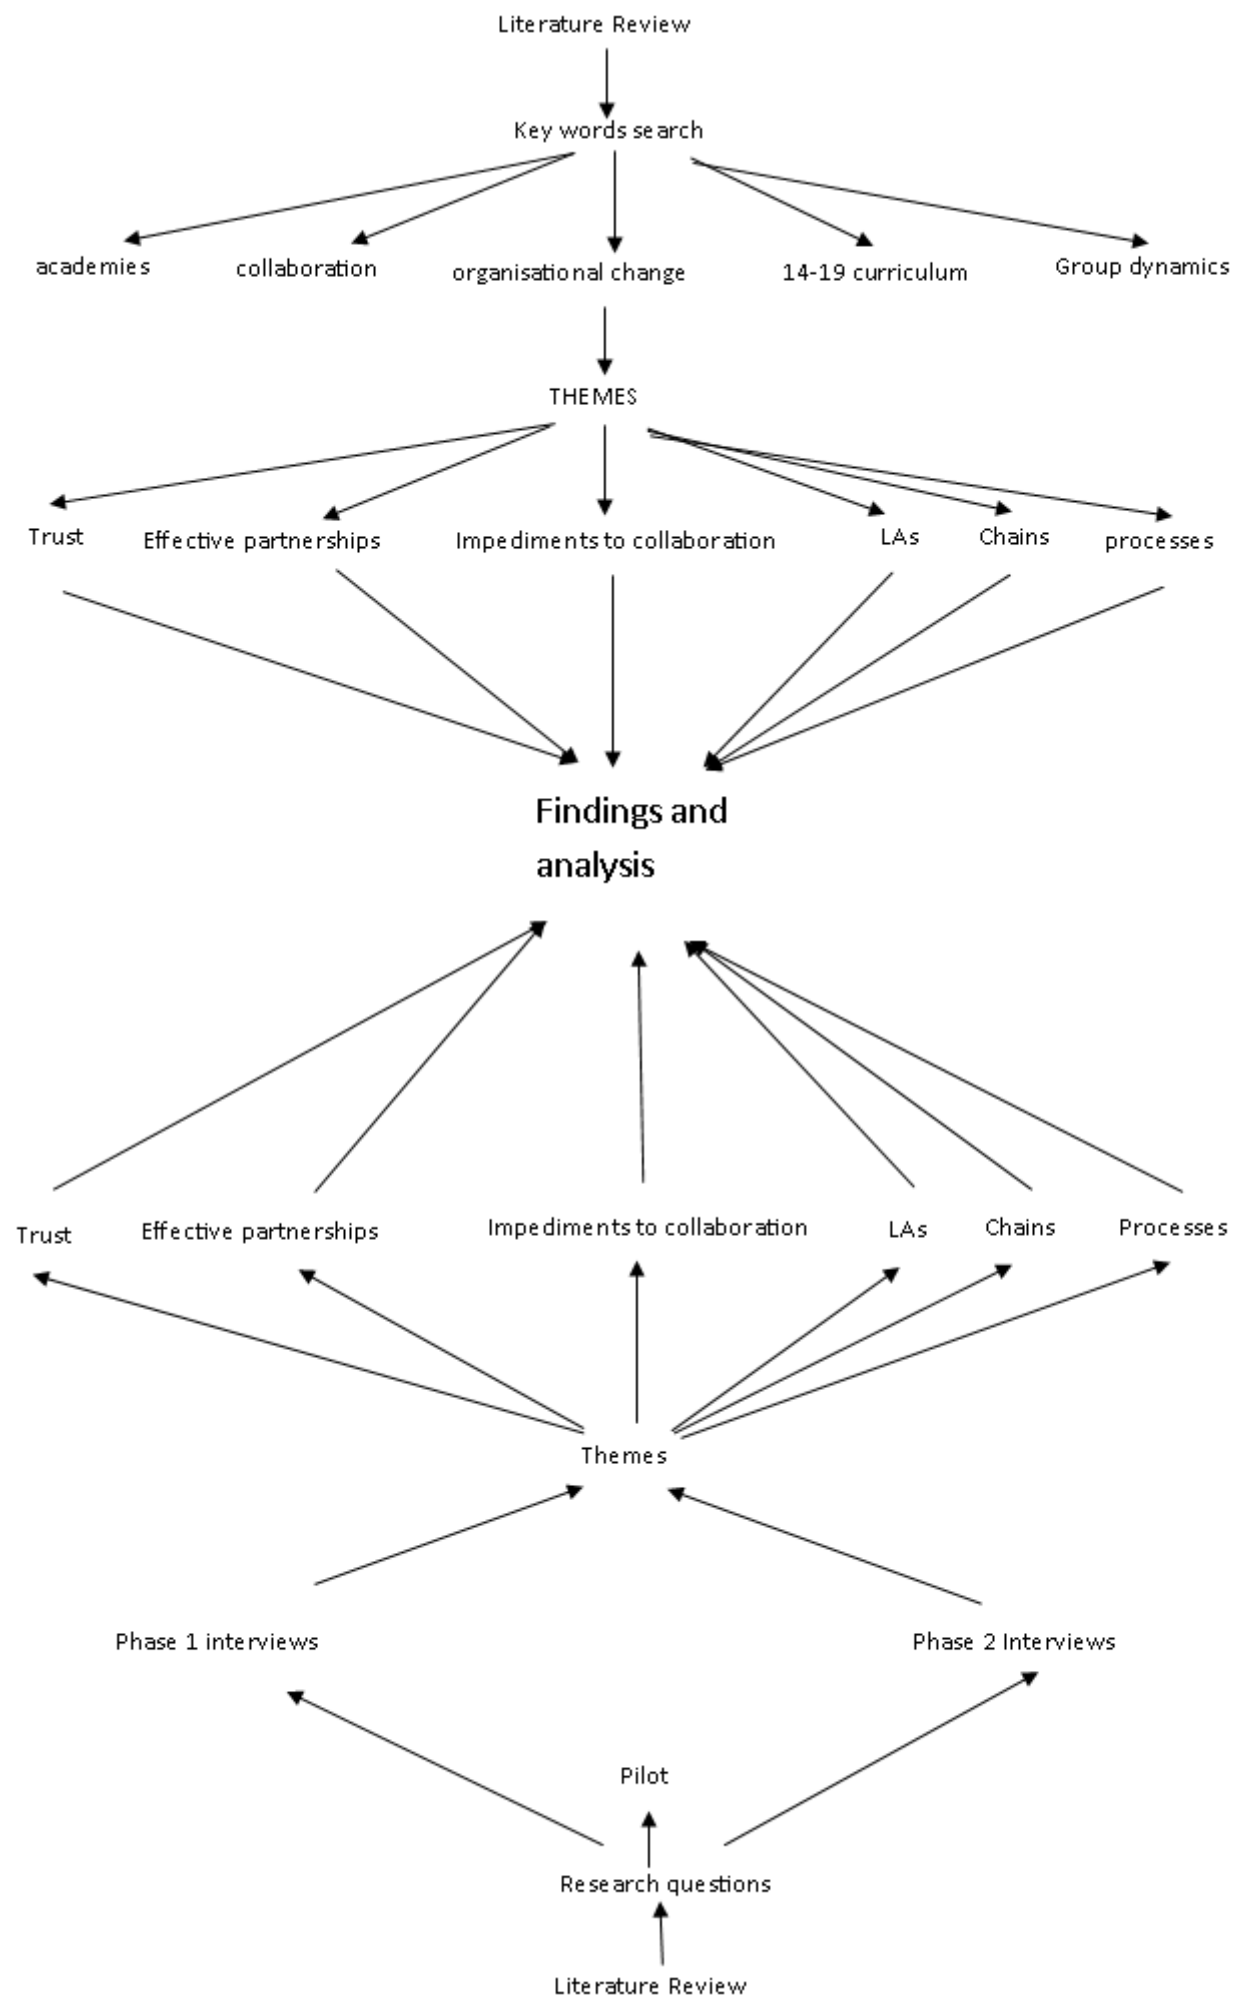 Literature Review
Key words search
academies
collaboration
organisational change
14-19 curriculum
Group dynamics
THEMES
Trust
Effective partnerships
Impediments to collaboration
LAs
Chains
processes
Findings and
analysis
Trust
Effective partnerships
Impediments to collaboration
LAs
Chains
Processes
Themes
Phase 1 interviews
Phase 2 Interviews
Pilot
Research questions
Literature Review